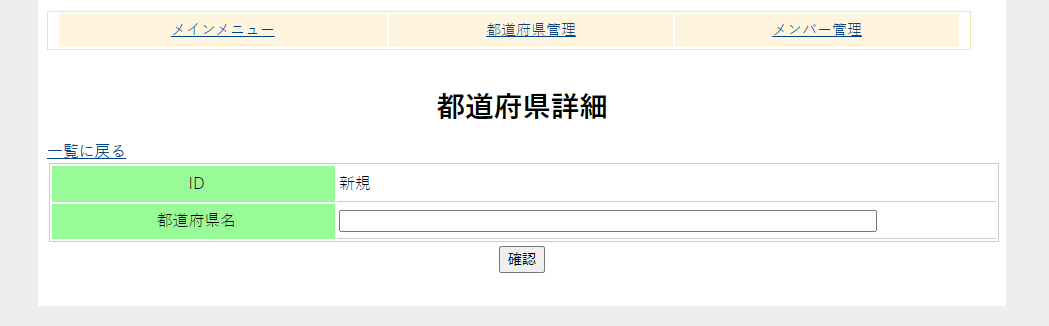 メインメニュー 都道府県管理 メンバー管理
都道府県詳細
一覧に戻る
ID 新規
都道府県名
確認